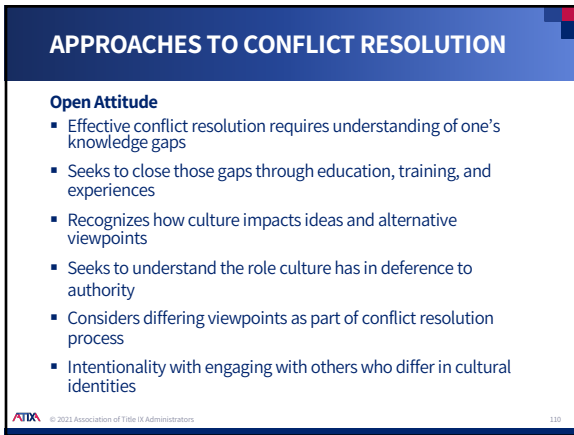 APPROACHES TO CONFLICT RESOLUTION
Open Attitude
▪ Effective conflict resolution requires understanding of one's
knowledge gaps
▪ Seeks to close those gaps through education, training, and
experiences
▪ Recognizes how culture impacts ideas and alternative
viewpoints
▪ Seeks to understand the role culture has in deference to
authority
▪ Considers differing viewpoints as part of conflict resolution
process
▪ Intentionality with engaging with others who differ in cultural
identities
ATIXA © 2021 Association of Title IX Administrators 110